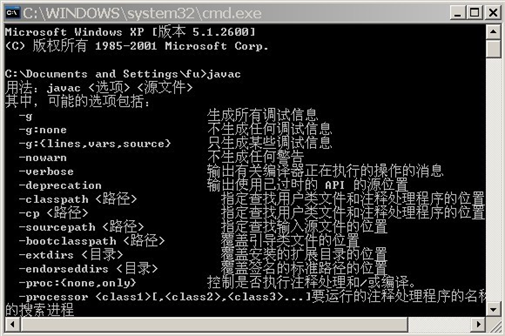 C:\WINDOWS\system32\cmd.exe
Microsoft Windows XP [版本 5.1.2600]
(C) 版权所有 1985-2001 Microsoft Corp.
C:\Documents and Settings\fu>javac
用法: javac <选项> <源文件>
其中, 可能的选项包括:
-g 生成所有调试信息
-g:none 不生成任何调试信息
-g:{lines,vars,source} 只生成某些调试信息
-nowarn 不生成任何警告
-verbose 输出有关编译器正在执行的操作的消息
-deprecation 输出使用已过时的 API 的源位置
-classpath <路径> 指定查找用户类文件和注释处理程序的位置
-cp <路径> 指定查找用户类文件和注释处理程序的位置
-sourcepath <路径> 指定查找输入源文件的位置
-bootclasspath <路径> 覆盖引导类文件的位置
-extdirs <目录> 覆盖安装的扩展目录的位置
-endorseddirs <目录> 覆盖签名的标准路径的位置
-proc:{none,only} 控制是否执行注释处理和/或编译。
-processor <class1>[,<class2>,<class3>...]要运行的注释处理程序的名称
的搜索进程